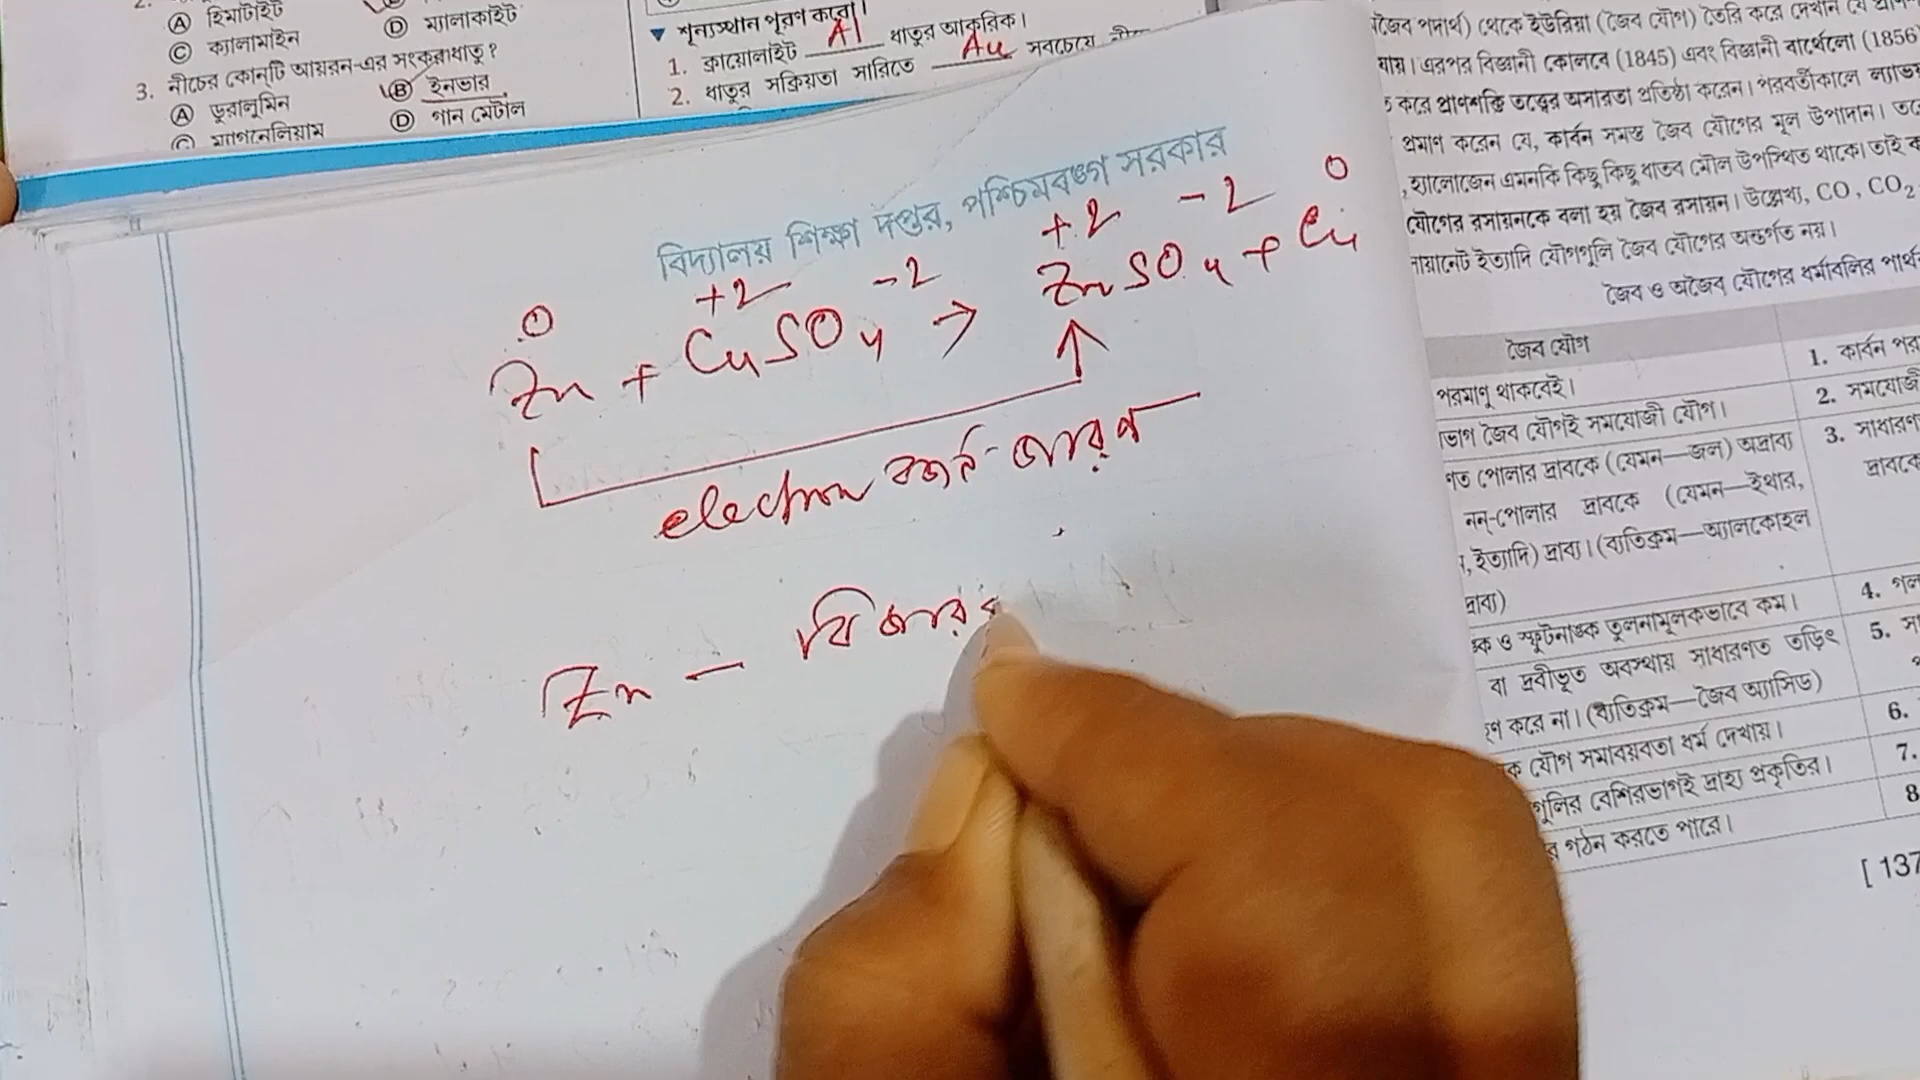 Ⓐ হিমাটাইট
Ⓒ ক্যালামাইন
Ⓓ ম্যালাকাইট
3. নীচের কোন্‌টি আয়রন-এর সংকর ধাতু?
Ⓐ ডুরালুমিন
Ⓑ ইনভার
Ⓒ ম্যাগনেলিয়াম
Ⓓ গান মেটাল
▼ শূন্যস্থান পূরণ করো।
1. ক্রায়োলাইট Al ধাতুর আকরিক।
2. ধাতুর সক্রিয়তা সারিতে Au সবচেয়ে
বিদ্যালয় শিক্ষা দপ্তর, পশ্চিমবঙ্গ সরকার
0 +2 -2 +2 -2 0
Zn + CuSO4 → ZnSO4 + Cu
electron বর্জন-জারণ
Zn – বিজারক
জৈব পদার্থ) থেকে ইউরিয়া (জৈব যৌগ) তৈরি করে দেখান যে
যায়। এরপর বিজ্ঞানী কোলবে (1845) এবং বিজ্ঞানী বার্থেলো (1856)
করে প্রাণশক্তি তত্ত্বের অসারতা প্রতিষ্ঠা করেন। পরবর্তীকালে
প্রমাণ করেন যে, কার্বন সমস্ত জৈব যৌগের মূল উপাদান।
, হ্যালোজেন এমনকি কিছু কিছু ধাতব মৌল উপস্থিত থাকে। তাই
যৌগের রসায়নকে বলা হয় জৈব রসায়ন। উল্লেখ্য, CO, CO2
সায়ানেট ইত্যাদি যৌগগুলি জৈব যৌগের অন্তর্গত নয়।
জৈব ও অজৈব যৌগের ধর্মাবলির
জৈব যৌগ
পরমাণু থাকবেই।
1. কার্বন
ভাগ জৈব যৌগই সমযোজী যৌগ।
2. সমযোজী
পোলার দ্রাবকে (যেমন—জল) অদ্রাব্য
3. সাধারণ
নন্-পোলার দ্রাবকে (যেমন—ইথার,
দ্রাবকে
, ইত্যাদি) দ্রাব্য। (ব্যতিক্রম—অ্যালকোহল
দ্রাব্য)
ও স্ফুটনাঙ্ক তুলনামূলকভাবে কম।
4.
বা দ্রবীভূত অবস্থায় সাধারণত তড়িৎ
5.
করে না। (ব্যতিক্রম—জৈব অ্যাসিড)
যৌগ সমাবয়বতা ধর্ম দেখায়।
6.
গুলির বেশিরভাগই দাহ্য প্রকৃতির।
7.
গঠন করতে পারে।
8
[ 137